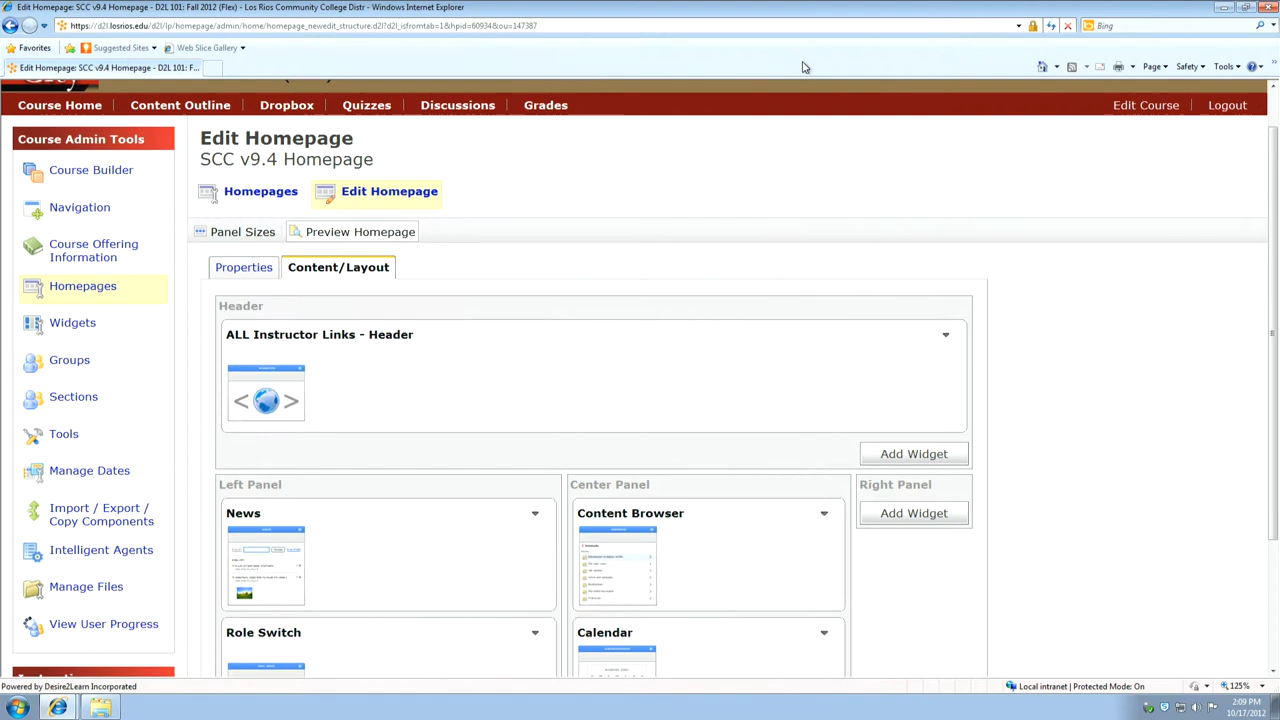 Edit Homepage: SCC v9.4 Homepage - D2L 101: Fall 2012 (Flex) - Los Rios Community College Distr - Windows Internet Explorer
https://d2l.losrios.edu/d2l/lp/homepage/admin/home/homepage_newedit_structure.d2l?d2l_isfromtab=1&hpid=60934&ou=147387
Bing
Favorites
Suggested Sites
Web Slice Gallery
Edit Homepage: SCC v9.4 Homepage - D2L 101: F...
Page
Safety
Tools
Course Home
Content Outline
Dropbox
Quizzes
Discussions
Grades
Edit Course
Logout
Course Admin Tools
Course Builder
Navigation
Course Offering
Information
Homepages
Widgets
Groups
Sections
Tools
Manage Dates
Import / Export /
Copy Components
Intelligent Agents
Manage Files
View User Progress
Edit Homepage
SCC v9.4 Homepage
Homepages
Edit Homepage
Panel Sizes
Preview Homepage
Properties
Content/Layout
Header
ALL Instructor Links - Header
Add Widget
Left Panel
News
Role Switch
Center Panel
Content Browser
Calendar
Right Panel
Add Widget
Powered by Desire2Learn Incorporated
Local intranet | Protected Mode: On
125%
2:09 PM
10/17/2012